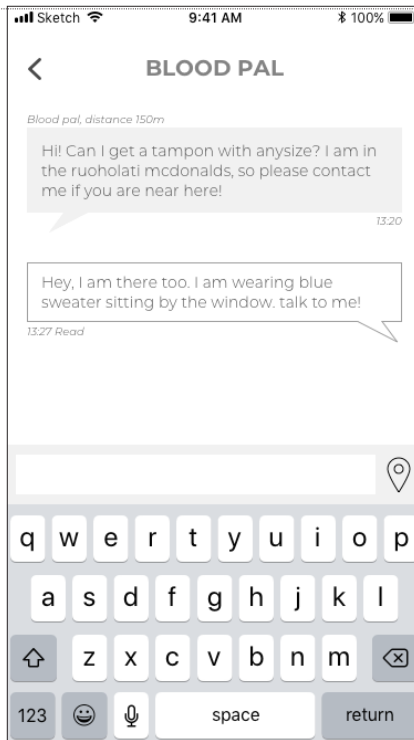 Sketch 9:41 AM 100%
BLOOD PAL
Blood pal, distance 150m
Hi! Can I get a tampon with anysize? I am in
the ruoholati mcdonalds, so please contact
me if you are near here!
13:20
Hey, I am there too. I am wearing blue
sweater sitting by the window. talk to me!
13:27 Read
q w e r t y u i o p
a s d f g h j k l
z x c v b n m
123 space return